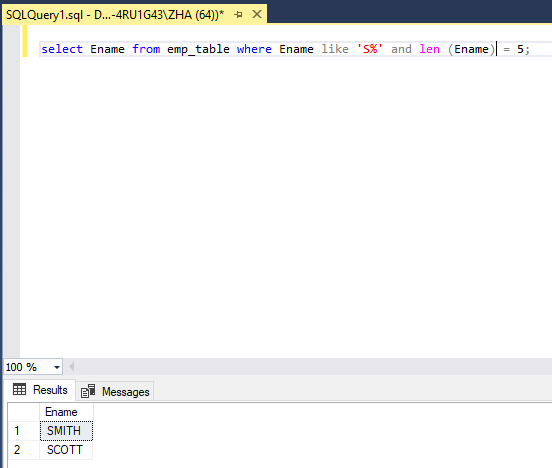 SQLQuery1.sql - D...-4RU1G43\ZHA (64))*
select Ename from emp_table where Ename like 'S%' and len (Ename) = 5;
100 %
Results Messages
Ename
1 SMITH
2 SCOTT